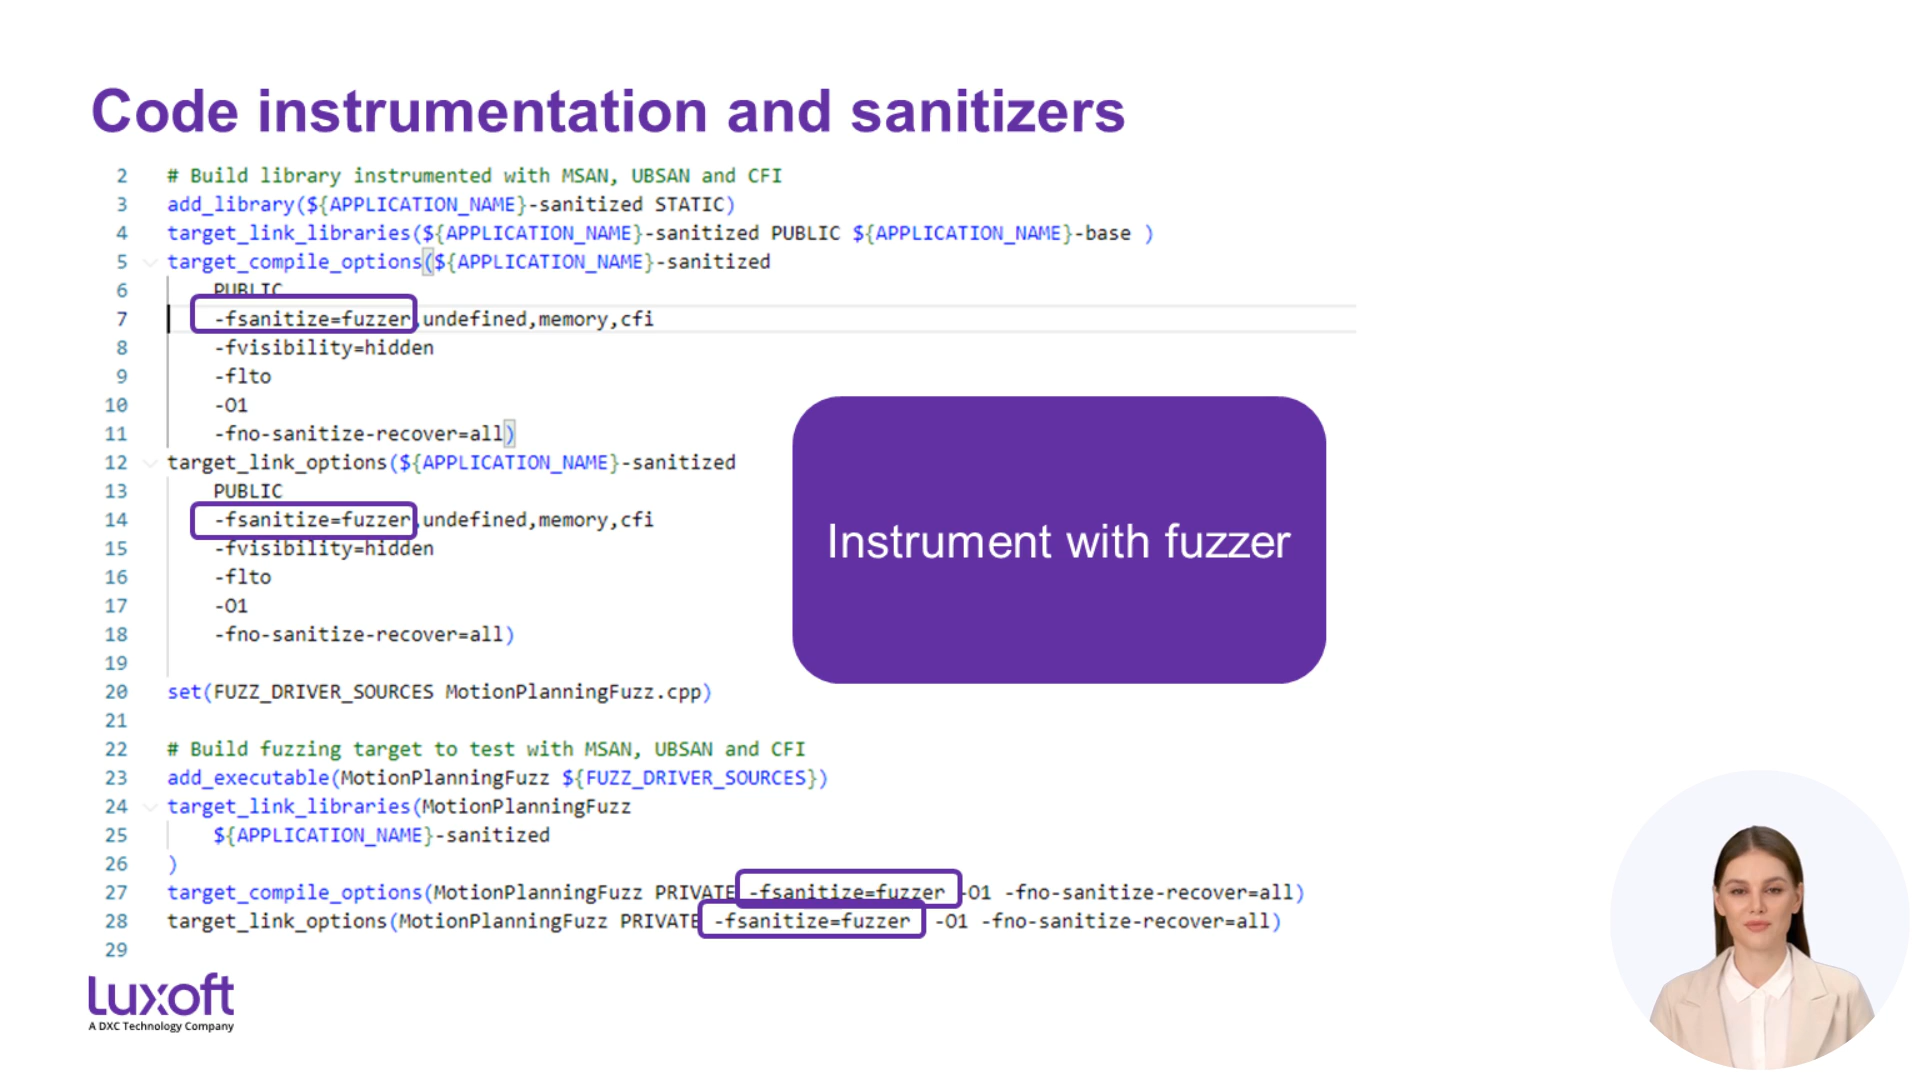 Code instrumentation and sanitizers
2 # Build library instrumented with MSAN, UBSAN and CFI
3 add_library(${APPLICATION_NAME}-sanitized STATIC)
4 target_link_libraries(${APPLICATION_NAME}-sanitized PUBLIC ${APPLICATION_NAME}-base )
5 target_compile_options(${APPLICATION_NAME}-sanitized
6 PUBLIC
7 -fsanitize=fuzzer,undefined,memory,cfi
8 -fvisibility=hidden
9 -flto
10 -O1
11 -fno-sanitize-recover=all)
12 target_link_options(${APPLICATION_NAME}-sanitized
13 PUBLIC
14 -fsanitize=fuzzer,undefined,memory,cfi
15 -fvisibility=hidden
16 -flto
17 -O1
18 -fno-sanitize-recover=all)
19
20 set(FUZZ_DRIVER_SOURCES MotionPlanningFuzz.cpp)
21
22 # Build fuzzing target to test with MSAN, UBSAN and CFI
23 add_executable(MotionPlanningFuzz ${FUZZ_DRIVER_SOURCES})
24 target_link_libraries(MotionPlanningFuzz
25 ${APPLICATION_NAME}-sanitized
26 )
27 target_compile_options(MotionPlanningFuzz PRIVATE -fsanitize=fuzzer -O1 -fno-sanitize-recover=all)
28 target_link_options(MotionPlanningFuzz PRIVATE -fsanitize=fuzzer -O1 -fno-sanitize-recover=all)
29
Instrument with fuzzer
Luxoft
A DXC Technology Company